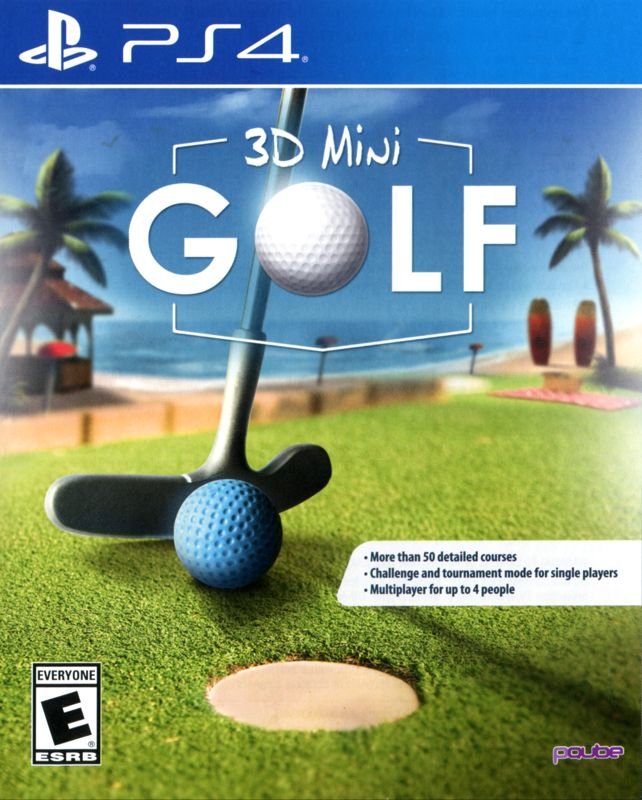 PS4
3D Mini
GOLF
• More than 50 detailed courses
• Challenge and tournament mode for single players
• Multiplayer for up to 4 people
EVERYONE
E
ESRB
pqube